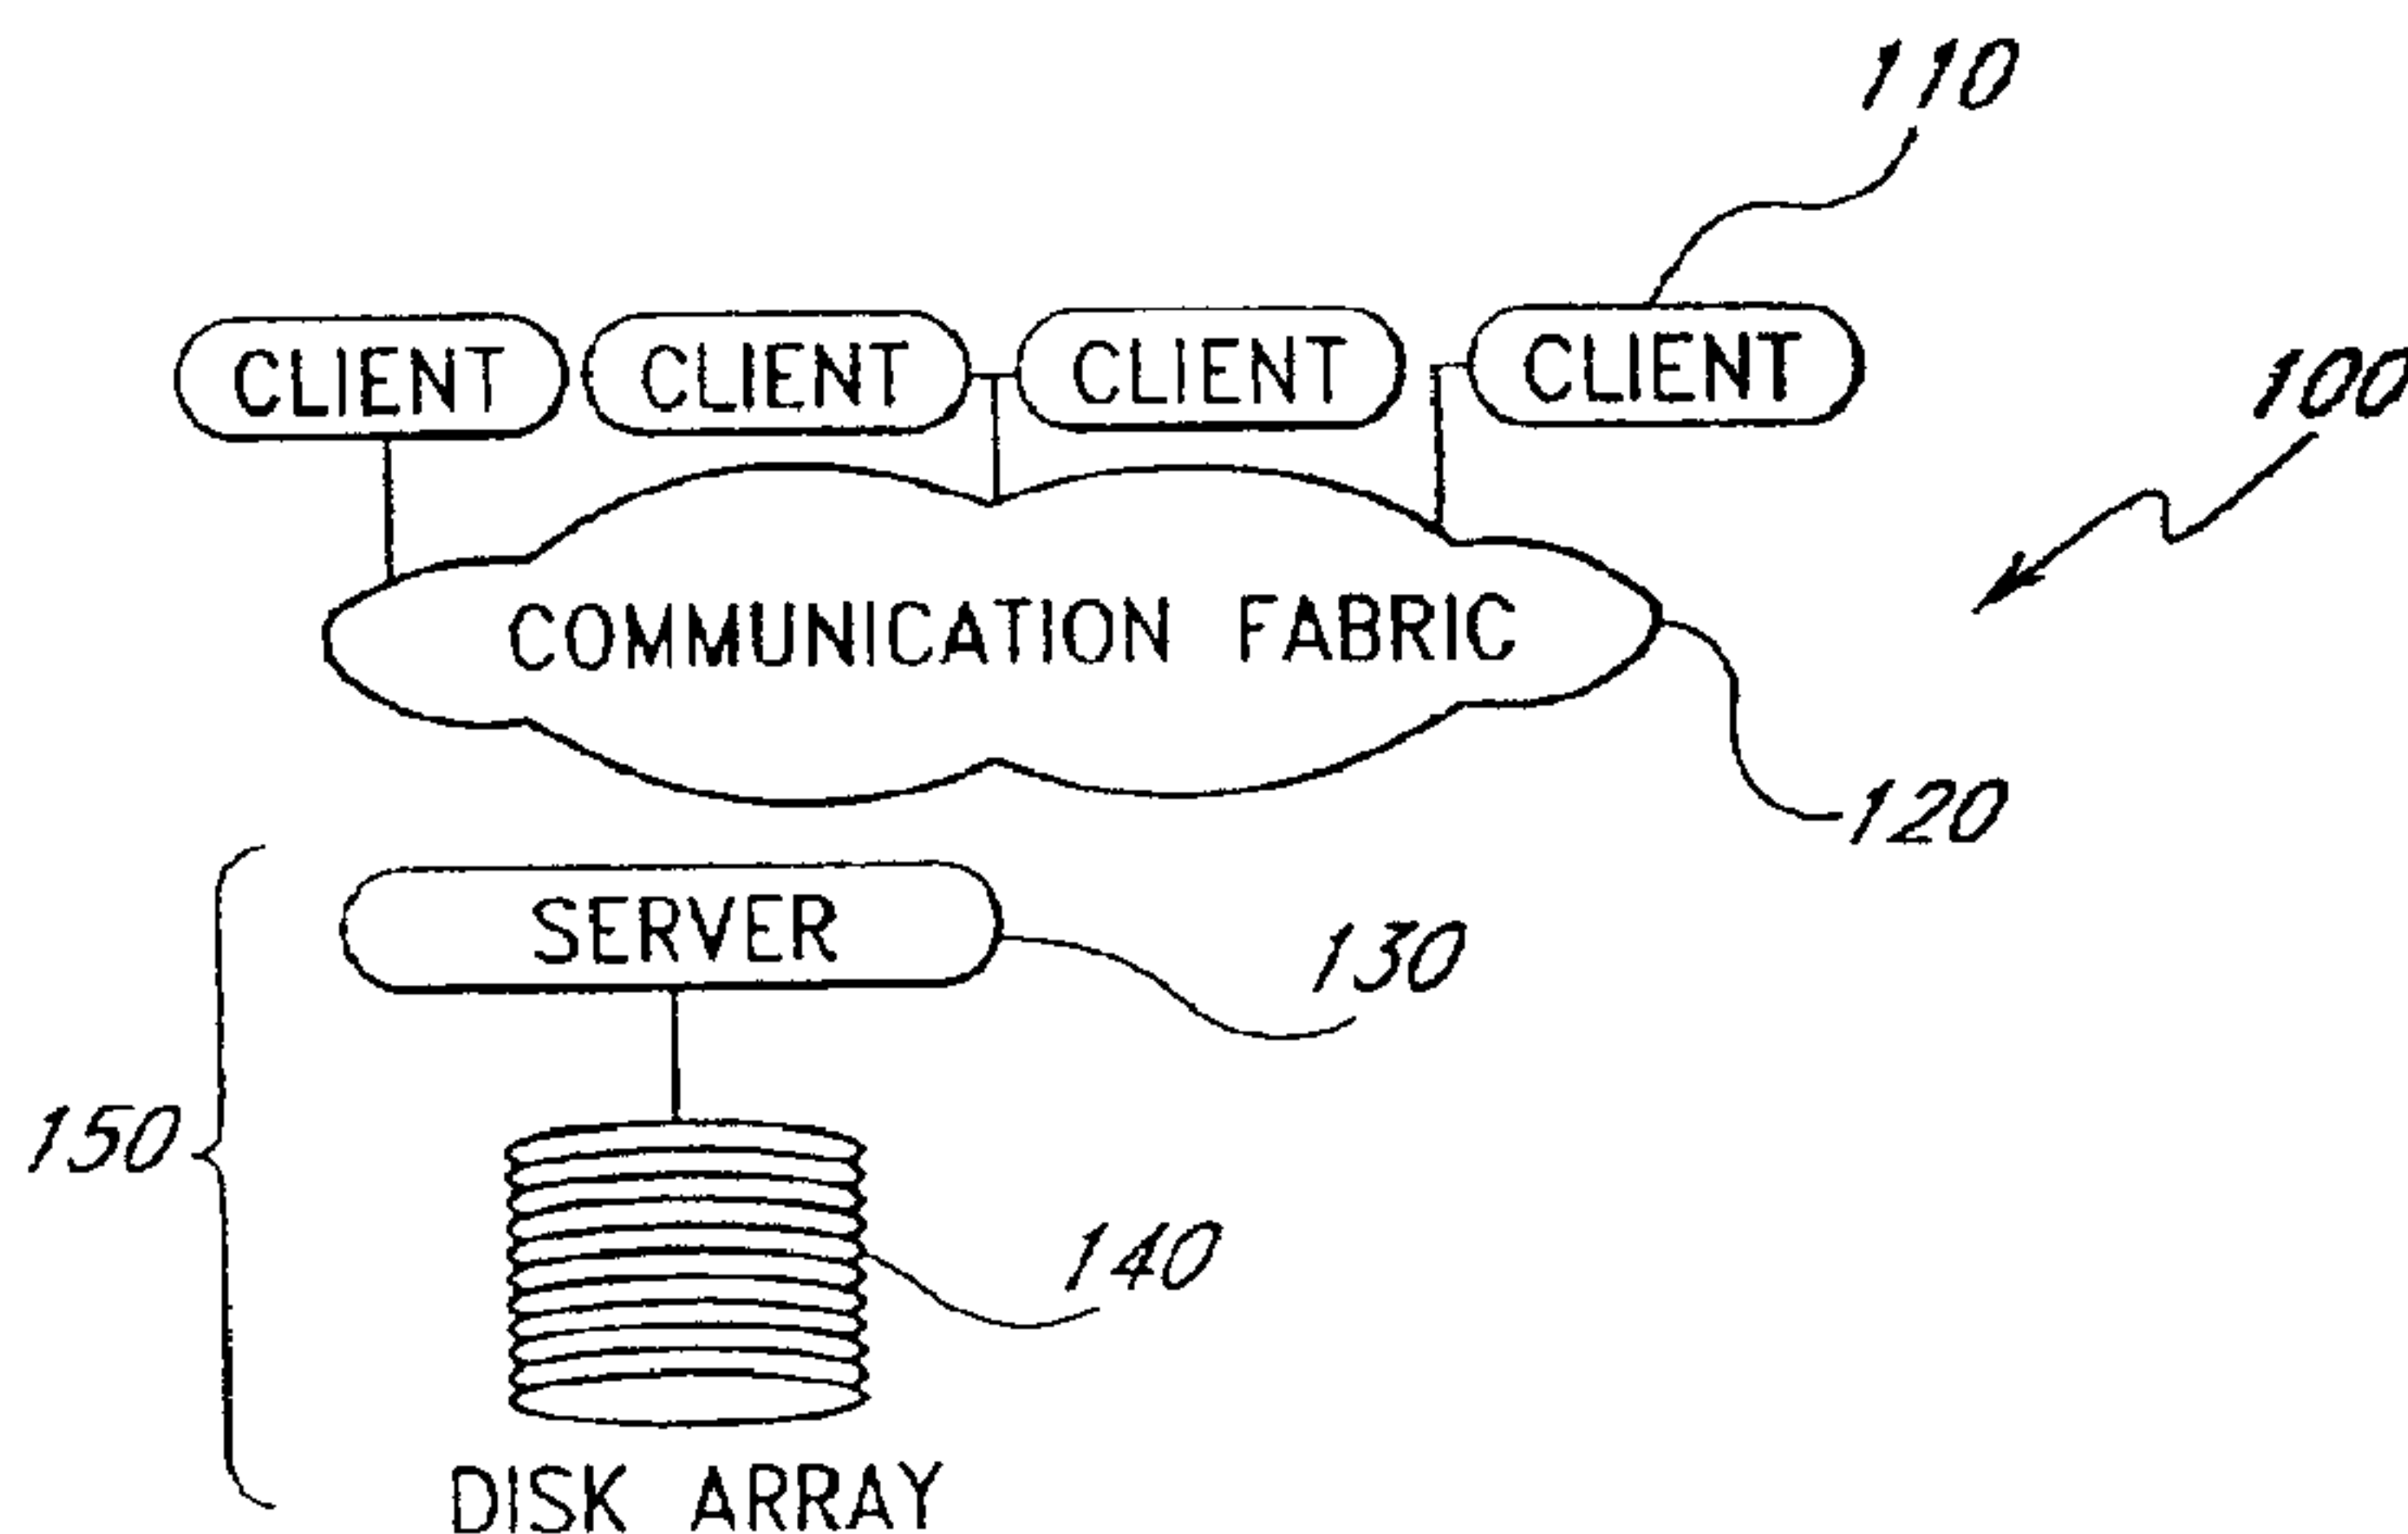 110
CLIENT CLIENT CLIENT CLIENT
100
COMMUNICATION FABRIC
120
SERVER
130
150
140
DISK ARRAY